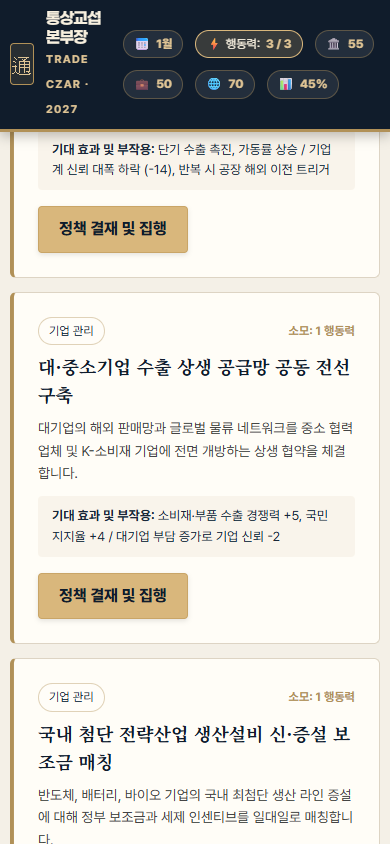 通
통상교섭
본부장
TRADE
CZAR ·
2027
1월
행동력: 3 / 3
55
50
70
45%
기대 효과 및 부작용: 단기 수출 촉진, 가동률 상승 / 기업
계 신뢰 대폭 하락 (-14), 반복 시 공장 해외 이전 트리거
정책 결재 및 집행
기업 관리
소모: 1 행동력
대·중소기업 수출 상생 공급망 공동 전선
구축
대기업의 해외 판매망과 글로벌 물류 네트워크를 중소 협력
업체 및 K-소비재 기업에 전면 개방하는 상생 협약을 체결
합니다.
기대 효과 및 부작용: 소비재·부품 수출 경쟁력 +5, 국민
지지율 +4 / 대기업 부담 증가로 기업 신뢰 -2
정책 결재 및 집행
기업 관리
소모: 1 행동력
국내 첨단 전략산업 생산설비 신·증설 보
조금 매칭
반도체, 배터리, 바이오 기업의 국내 최첨단 생산 라인 증설
에 대해 정부 보조금과 세제 인센티브를 일대일로 매칭합니
다.